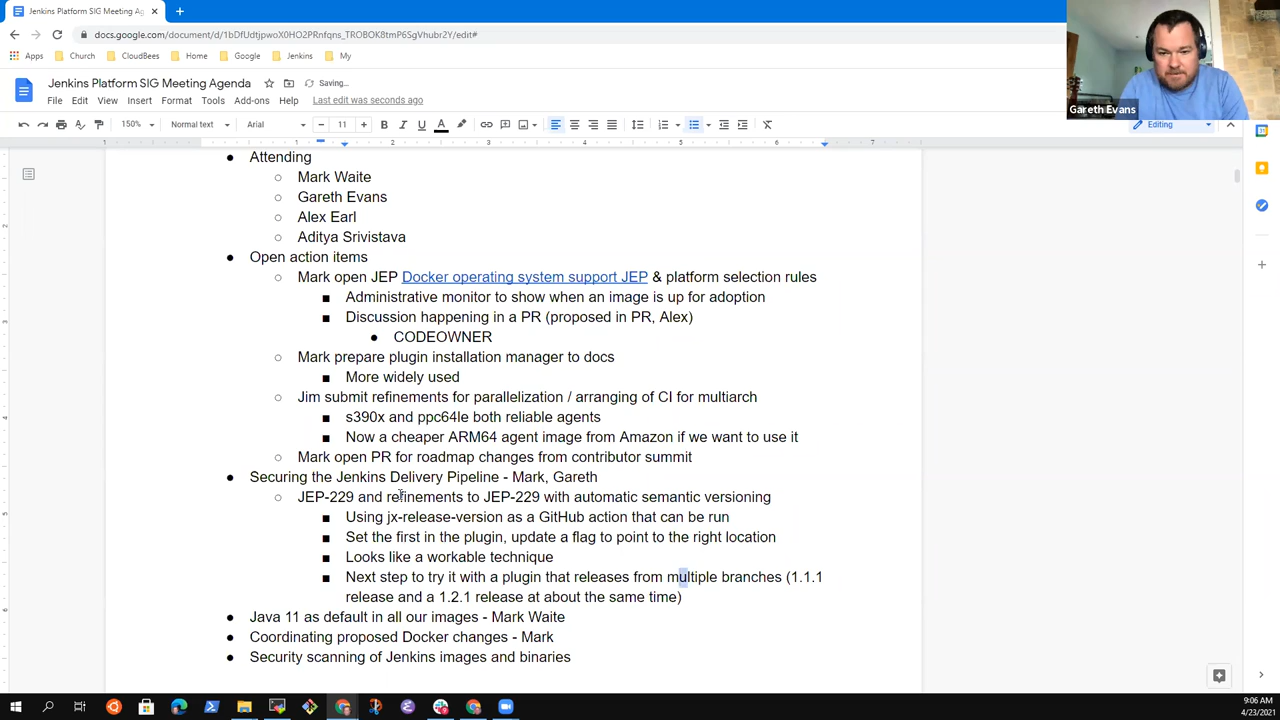 Jenkins Platform SIG Meeting Ag
docs.google.com/document/d/1bDfUdtjpwoX0HO2PRnfqns_TROBOK8tmP6SgVhubr2Y/edit#
Apps Church CloudBees Home Google Jenkins My
Gareth Evans
Jenkins Platform SIG Meeting Agenda Saving...
File Edit View Insert Format Tools Add-ons Help Last edit was seconds ago
150% Normal text Arial 11 Editing
1 1 2 3 4 5 6 7
Attending
Mark Waite
Gareth Evans
Alex Earl
Aditya Srivistava
Open action items
Mark open JEP Docker operating system support JEP & platform selection rules
Administrative monitor to show when an image is up for adoption
Discussion happening in a PR (proposed in PR, Alex)
CODEOWNER
Mark prepare plugin installation manager to docs
More widely used
Jim submit refinements for parallelization / arranging of CI for multiarch
s390x and ppc64le both reliable agents
Now a cheaper ARM64 agent image from Amazon if we want to use it
Mark open PR for roadmap changes from contributor summit
Securing the Jenkins Delivery Pipeline - Mark, Gareth
JEP-229 and refinements to JEP-229 with automatic semantic versioning
Using jx-release-version as a GitHub action that can be run
Set the first in the plugin, update a flag to point to the right location
Looks like a workable technique
Next step to try it with a plugin that releases from multiple branches (1.1.1
release and a 1.2.1 release at about the same time)
Java 11 as default in all our images - Mark Waite
Coordinating proposed Docker changes - Mark
Security scanning of Jenkins images and binaries
9:06 AM
4/23/2021